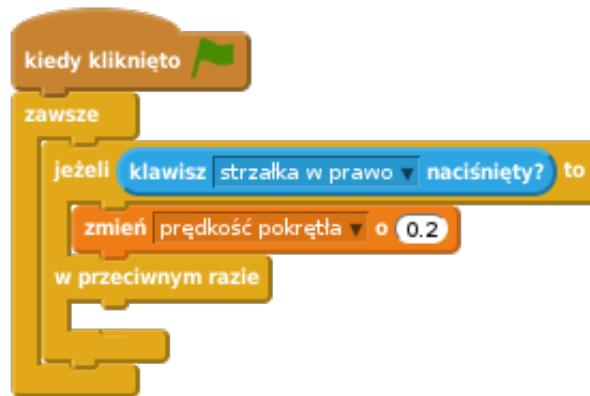 kiedy kliknięto
zawsze
jeżeli klawisz strzałka w prawo naciśnięty? to
zmień prędkość pokrętła o 0.2
w przeciwnym razie